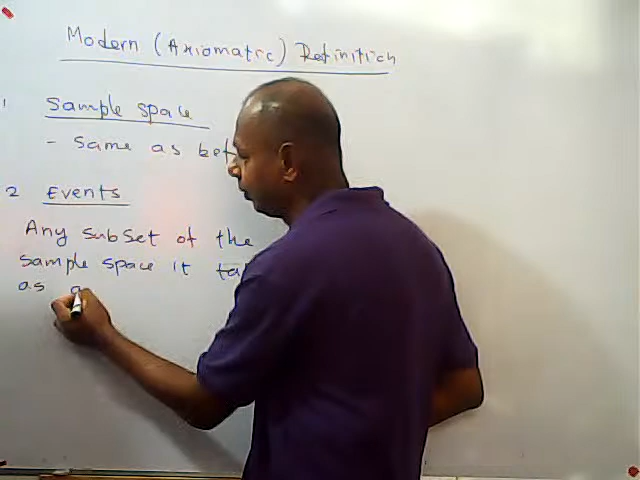 Modern (Axiomatic) Definition
1 Sample space
- Same as bef
2 Events
Any subset of the
sample space it ta
as a